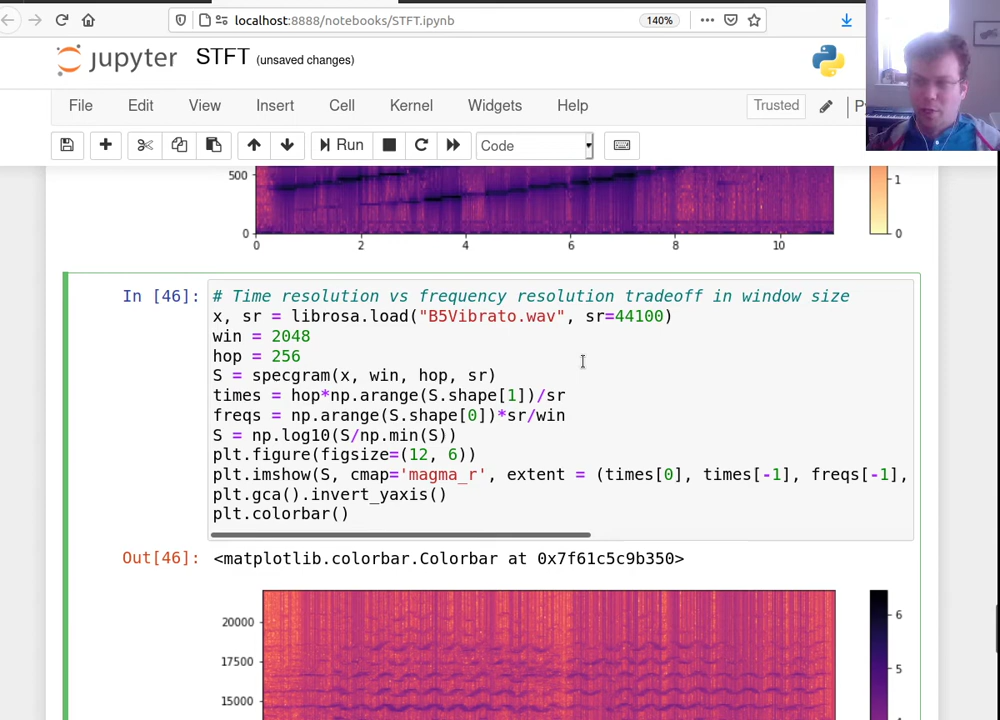 localhost:8888/notebooks/STFT.ipynb
140%
jupyter STFT (unsaved changes)
File Edit View Insert Cell Kernel Widgets Help Trusted P
Run Code
500
0
0 2 4 6 8 10
1
0
In [46]:
# Time resolution vs frequency resolution tradeoff in window size
x, sr = librosa.load("B5Vibrato.wav", sr=44100)
win = 2048
hop = 256
S = specgram(x, win, hop, sr)
times = hop*np.arange(S.shape[1])/sr
freqs = np.arange(S.shape[0])*sr/win
S = np.log10(S/np.min(S))
plt.figure(figsize=(12, 6))
plt.imshow(S, cmap='magma_r', extent = (times[0], times[-1], freqs[-1],
plt.gca().invert_yaxis()
plt.colorbar()
Out[46]: <matplotlib.colorbar.Colorbar at 0x7f61c5c9b350>
20000
17500
15000
6
5